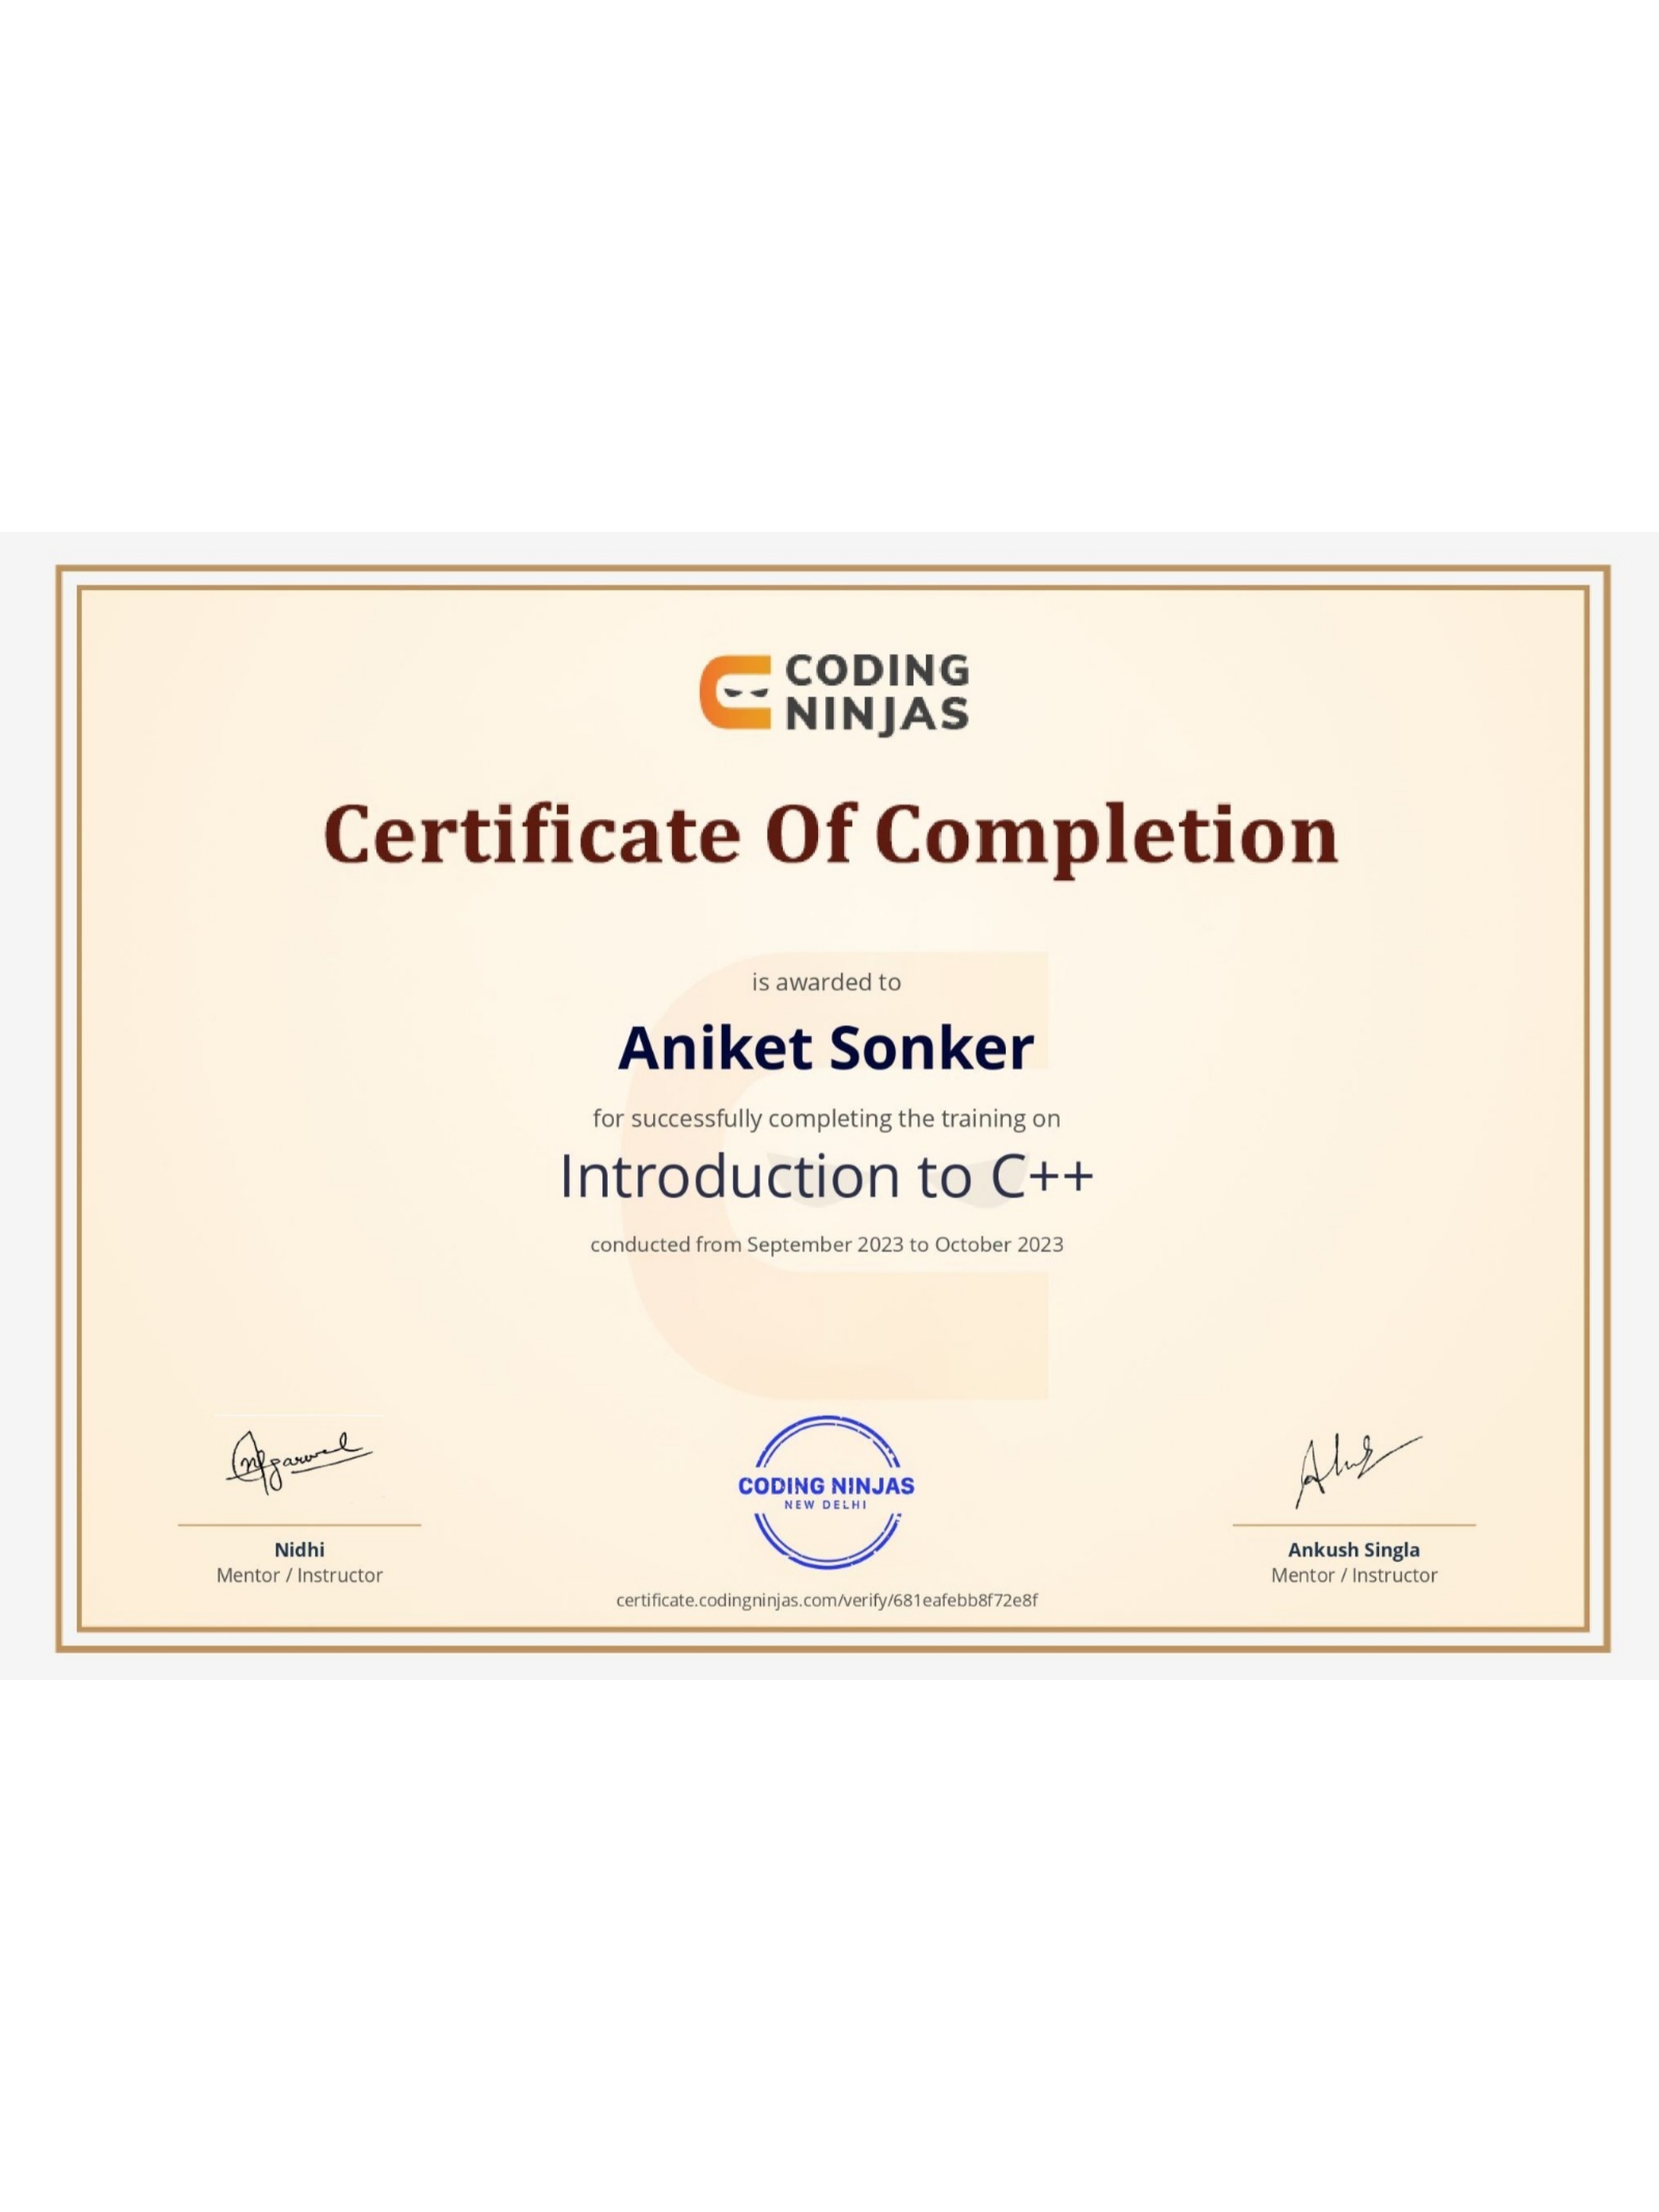 CODING
NINJAS
Certificate Of Completion
is awarded to
Aniket Sonker
for successfully completing the training on
Introduction to C++
conducted from September 2023 to October 2023
CODING NINJAS
NEW DELHI
Nidhi
Mentor / Instructor
Ankush Singla
Mentor / Instructor
certificate.codingninjas.com/verify/681eafebb8f72e8f